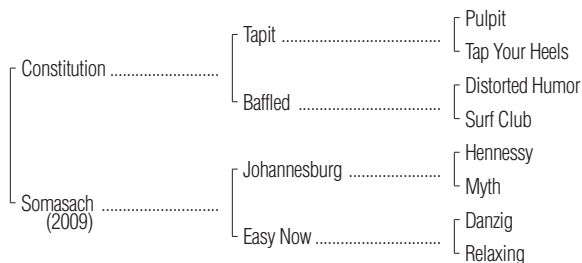 Pulpit
Tapit ........................................
Tap Your Heels
Constitution ...........................
Distorted Humor
Baffled ....................................
Surf Club
Hennessy
Johannesburg ..........................
Myth
Somasach .............................
(2009)
Danzig
Easy Now ...............................
Relaxing